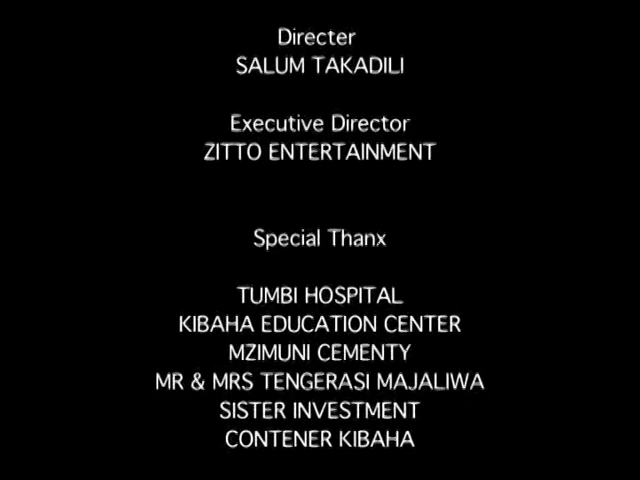 Directer
SALUM TAKADILI
Executive Director
ZITTO ENTERTAINMENT
Special Thanx
TUMBI HOSPITAL
KIBAHA EDUCATION CENTER
MZIMUNI CEMENTY
MR & MRS TENGERASI MAJALIWA
SISTER INVESTMENT
CONTENER KIBAHA